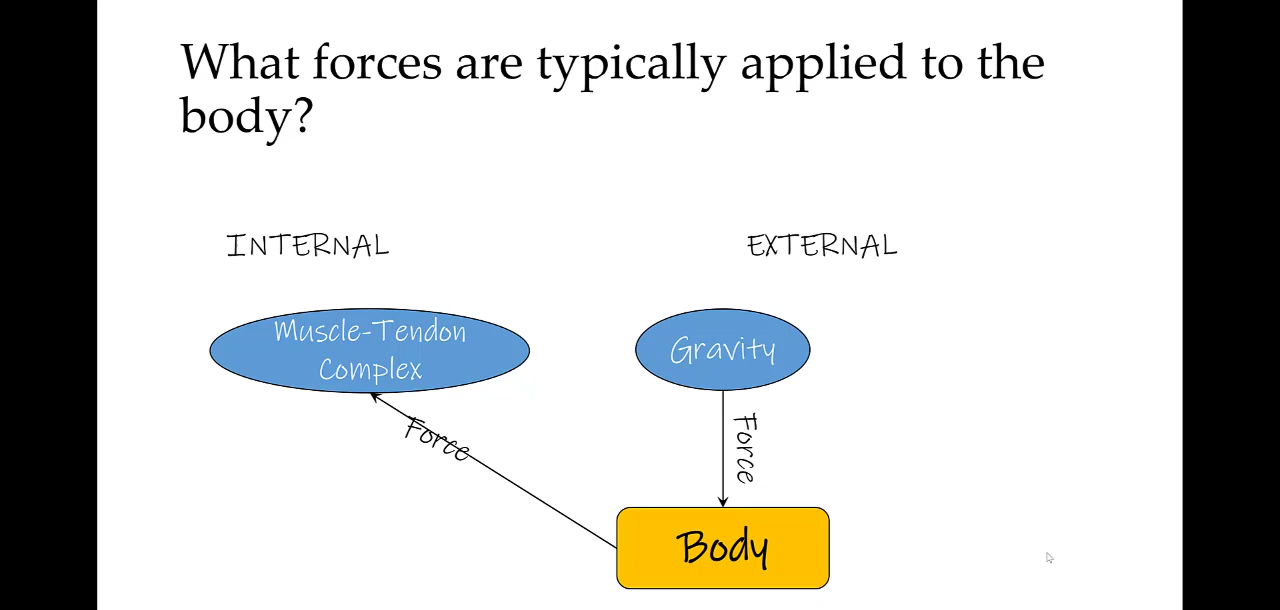 What forces are typically applied to the
body?
INTERNAL
EXTERNAL
Muscle-Tendon
Complex
Gravity
Force
Force
Body